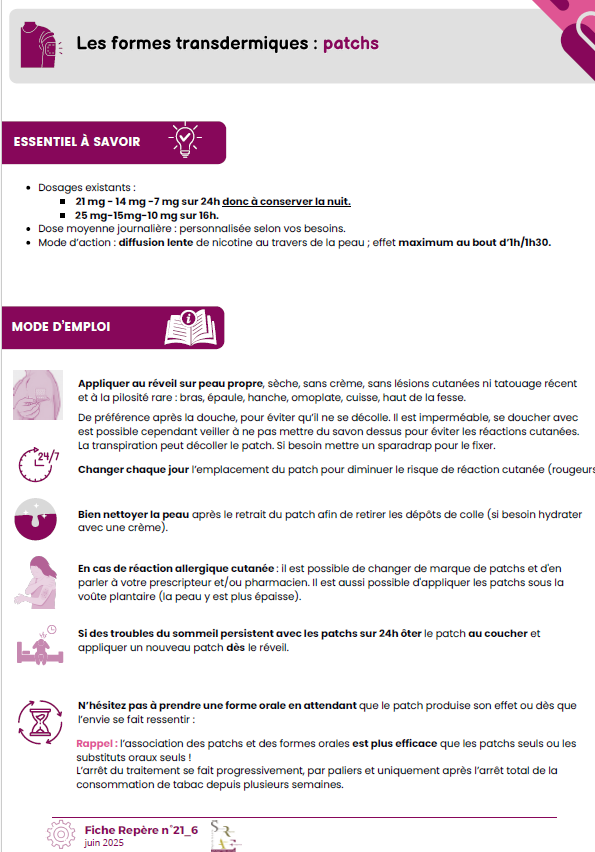 Les formes transdermiques : patchs
ESSENTIEL À SAVOIR
• Dosages existants :
▪ 21 mg - 14 mg -7 mg sur 24h donc à conserver la nuit.
▪ 25 mg-15mg-10 mg sur 16h.
• Dose moyenne journalière : personnalisée selon vos besoins.
• Mode d’action : diffusion lente de nicotine au travers de la peau ; effet maximum au bout d’1h/1h30.
MODE D'EMPLOI
Appliquer au réveil sur peau propre, sèche, sans crème, sans lésions cutanées ni tatouage récent
et à la pilosité rare : bras, épaule, hanche, omoplate, cuisse, haut de la fesse.
De préférence après la douche, pour éviter qu’il ne se décolle. Il est imperméable, se doucher avec
est possible cependant veiller à ne pas mettre du savon dessus pour éviter les réactions cutanées.
La transpiration peut décoller le patch. Si besoin mettre un sparadrap pour le fixer.
24/7
Changer chaque jour l’emplacement du patch pour diminuer le risque de réaction cutanée (rougeurs
Bien nettoyer la peau après le retrait du patch afin de retirer les dépôts de colle (si besoin hydrater
avec une crème).
En cas de réaction allergique cutanée : il est possible de changer de marque de patchs et d'en
parler à votre prescripteur et/ou pharmacien. Il est aussi possible d'appliquer les patchs sous la
voûte plantaire (la peau y est plus épaisse).
Si des troubles du sommeil persistent avec les patchs sur 24h ôter le patch au coucher et
appliquer un nouveau patch dès le réveil.
N’hésitez pas à prendre une forme orale en attendant que le patch produise son effet ou dès que
l’envie se fait ressentir :
Rappel : l’association des patchs et des formes orales est plus efficace que les patchs seuls ou les
substituts oraux seuls !
L’arrêt du traitement se fait progressivement, par paliers et uniquement après l’arrêt total de la
consommation de tabac depuis plusieurs semaines.
Fiche Repère n°21_6
juin 2025